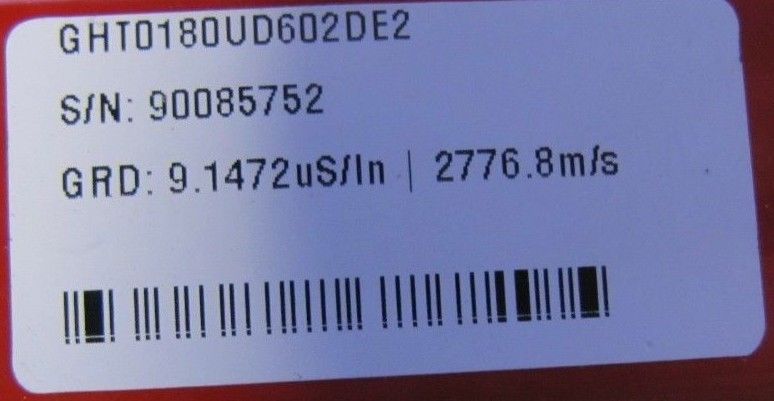 GHT0180UD602DE2
S/N: 90085752
GRD: 9.1472uS/In | 2776.8m/s